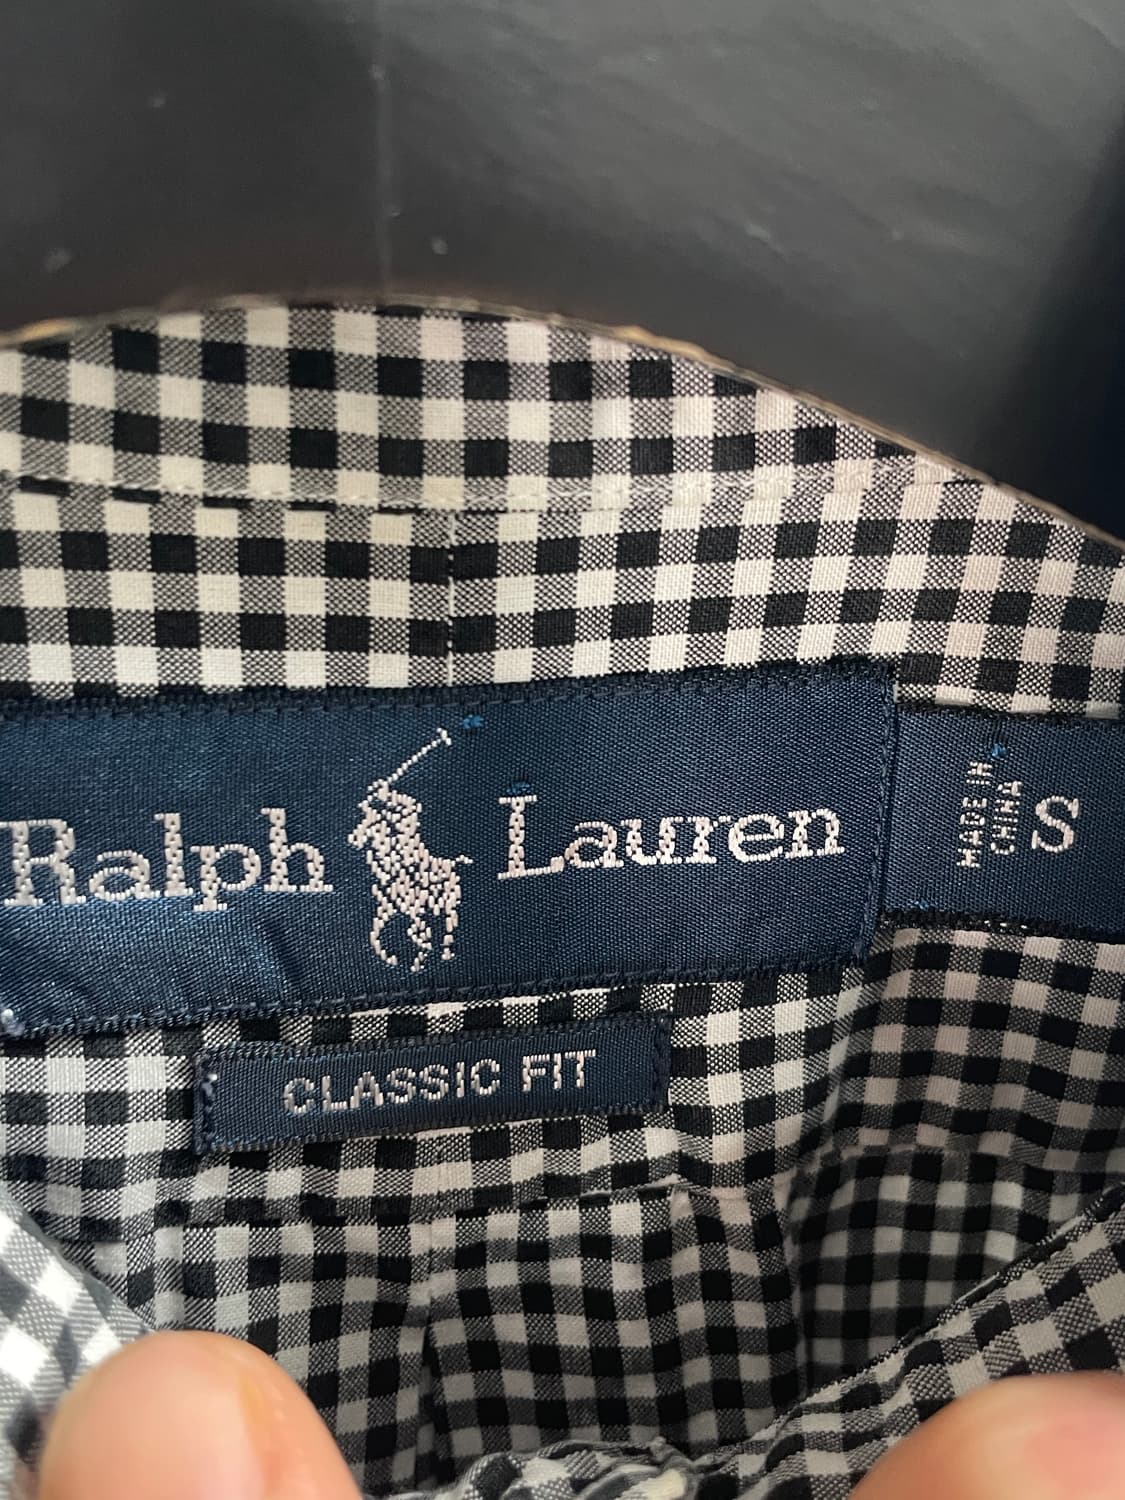 Ralph Lauren
MADE IN
CHINA
S
CLASSIC FIT